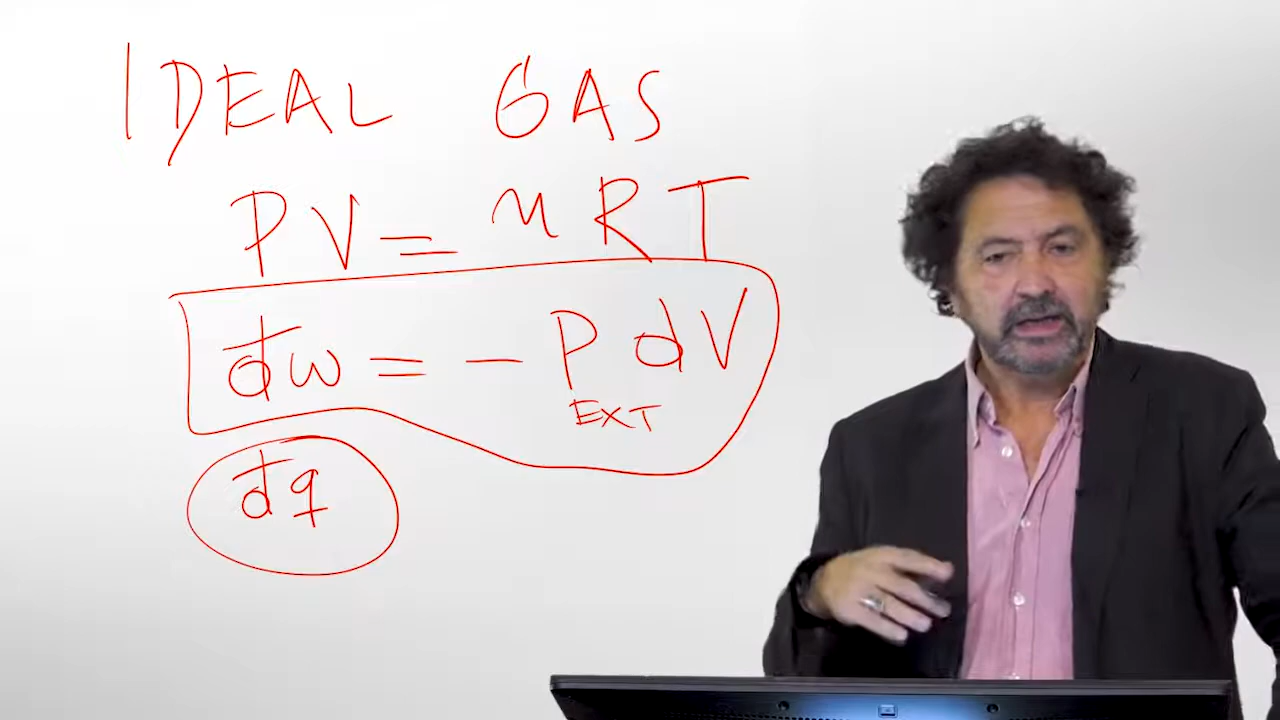 IDEAL GAS
PV = nRT
đw = - P dV
EXT
đq